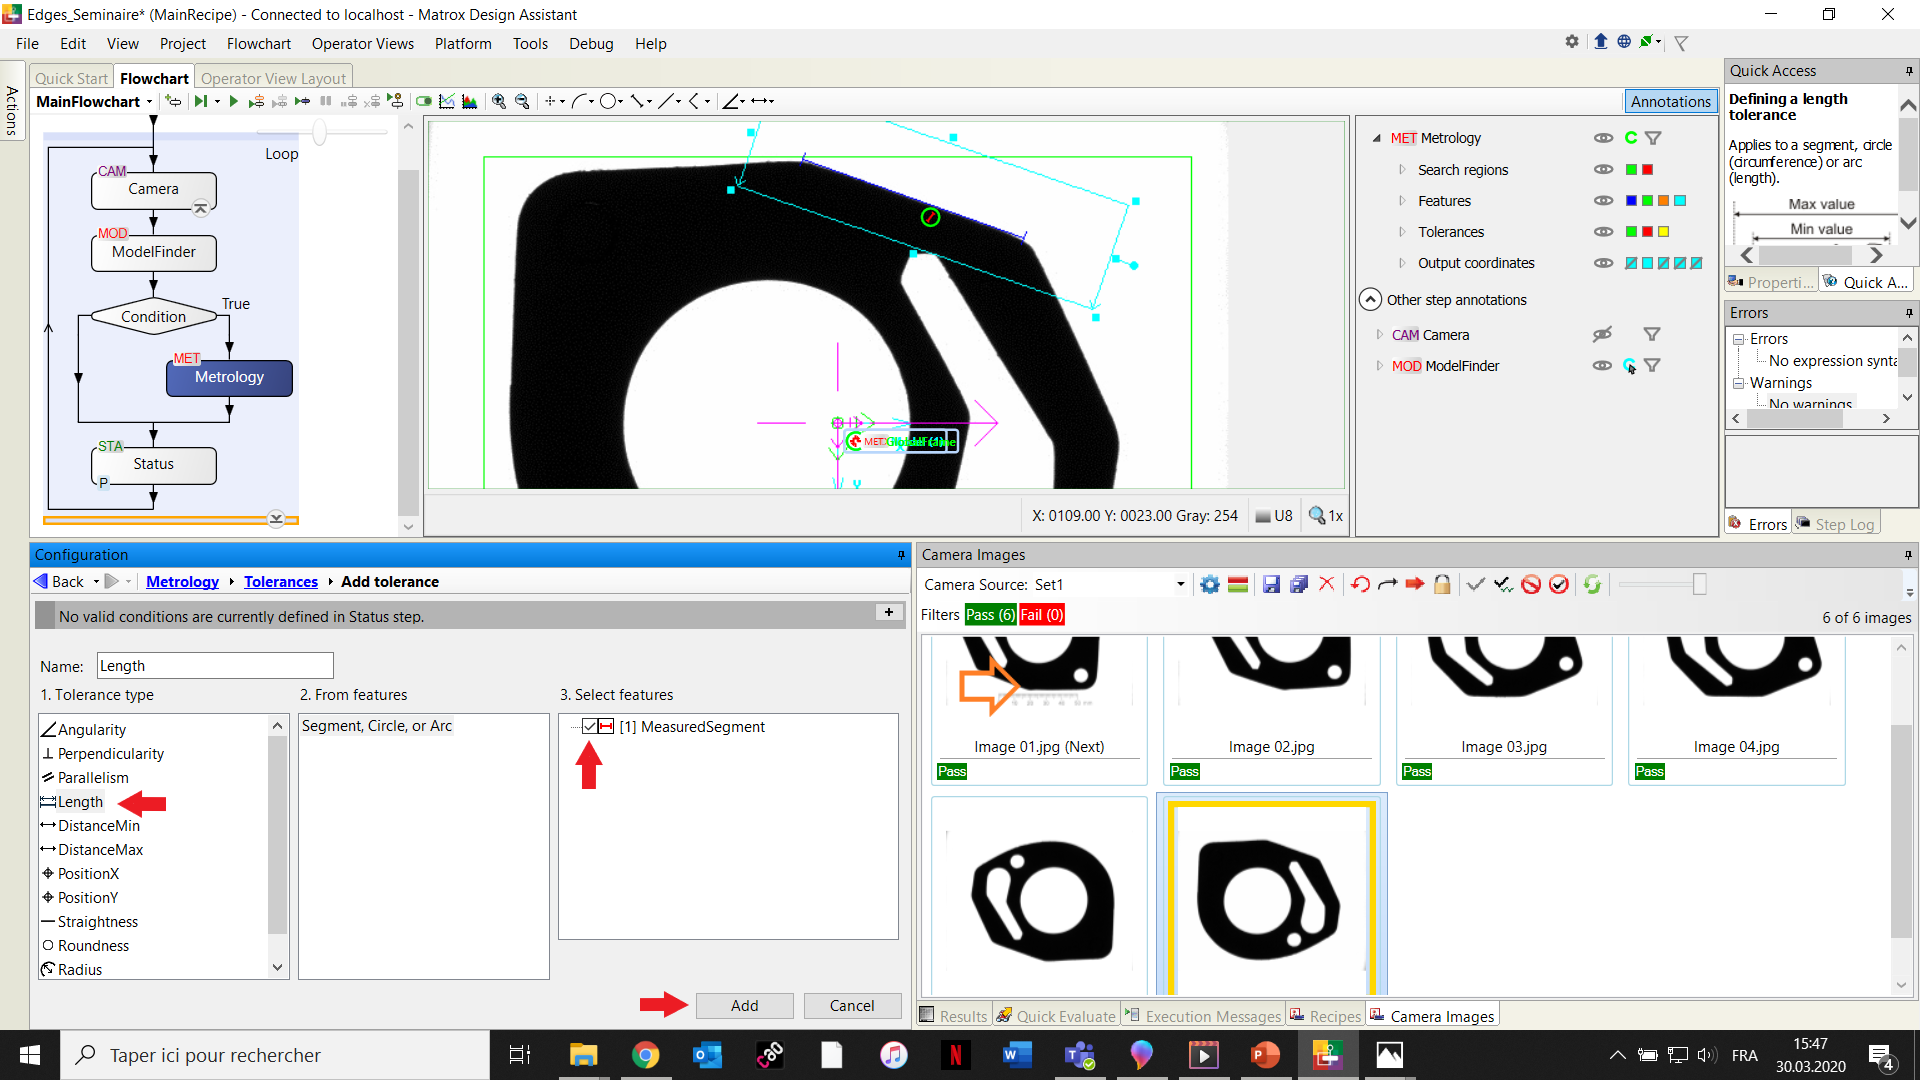 Edges_Seminaire* (MainRecipe) - Connected to localhost - Matrox Design Assistant
File Edit View Project Flowchart Operator Views Platform Tools Debug Help
Actions
Quick Start Flowchart Operator View Layout
MainFlowchart
Annotations
Loop
CAM
Camera
MOD
ModelFinder
True
Condition
MET
Metrology
STA
Status
P
MET
Y
X: 0109.00 Y: 0023.00 Gray: 254 U8 1x
MET Metrology
Search regions
Features
Tolerances
Output coordinates
Other step annotations
CAM Camera
MOD ModelFinder
Quick Access
Defining a length
tolerance
Applies to a segment, circle
(circumference) or arc
(length).
Max value
Min value
Properti... Quick A...
Errors
Errors
No expression synta
Warnings
No warnings
Errors Step Log
Configuration
Back Metrology Tolerances Add tolerance
No valid conditions are currently defined in Status step.
Name: Length
1. Tolerance type 2. From features 3. Select features
Angularity
Perpendicularity
Parallelism
Length
DistanceMin
DistanceMax
PositionX
PositionY
Straightness
Roundness
Radius
Segment, Circle, or Arc
[1] MeasuredSegment
Add Cancel
Camera Images
Camera Source: Set1
Filters Pass (6) Fail (0) 6 of 6 images
Image 01.jpg (Next) Image 02.jpg Image 03.jpg Image 04.jpg
Pass Pass Pass Pass
Results Quick Evaluate Execution Messages Recipes Camera Images
Taper ici pour rechercher
FRA
15:47
30.03.2020
4